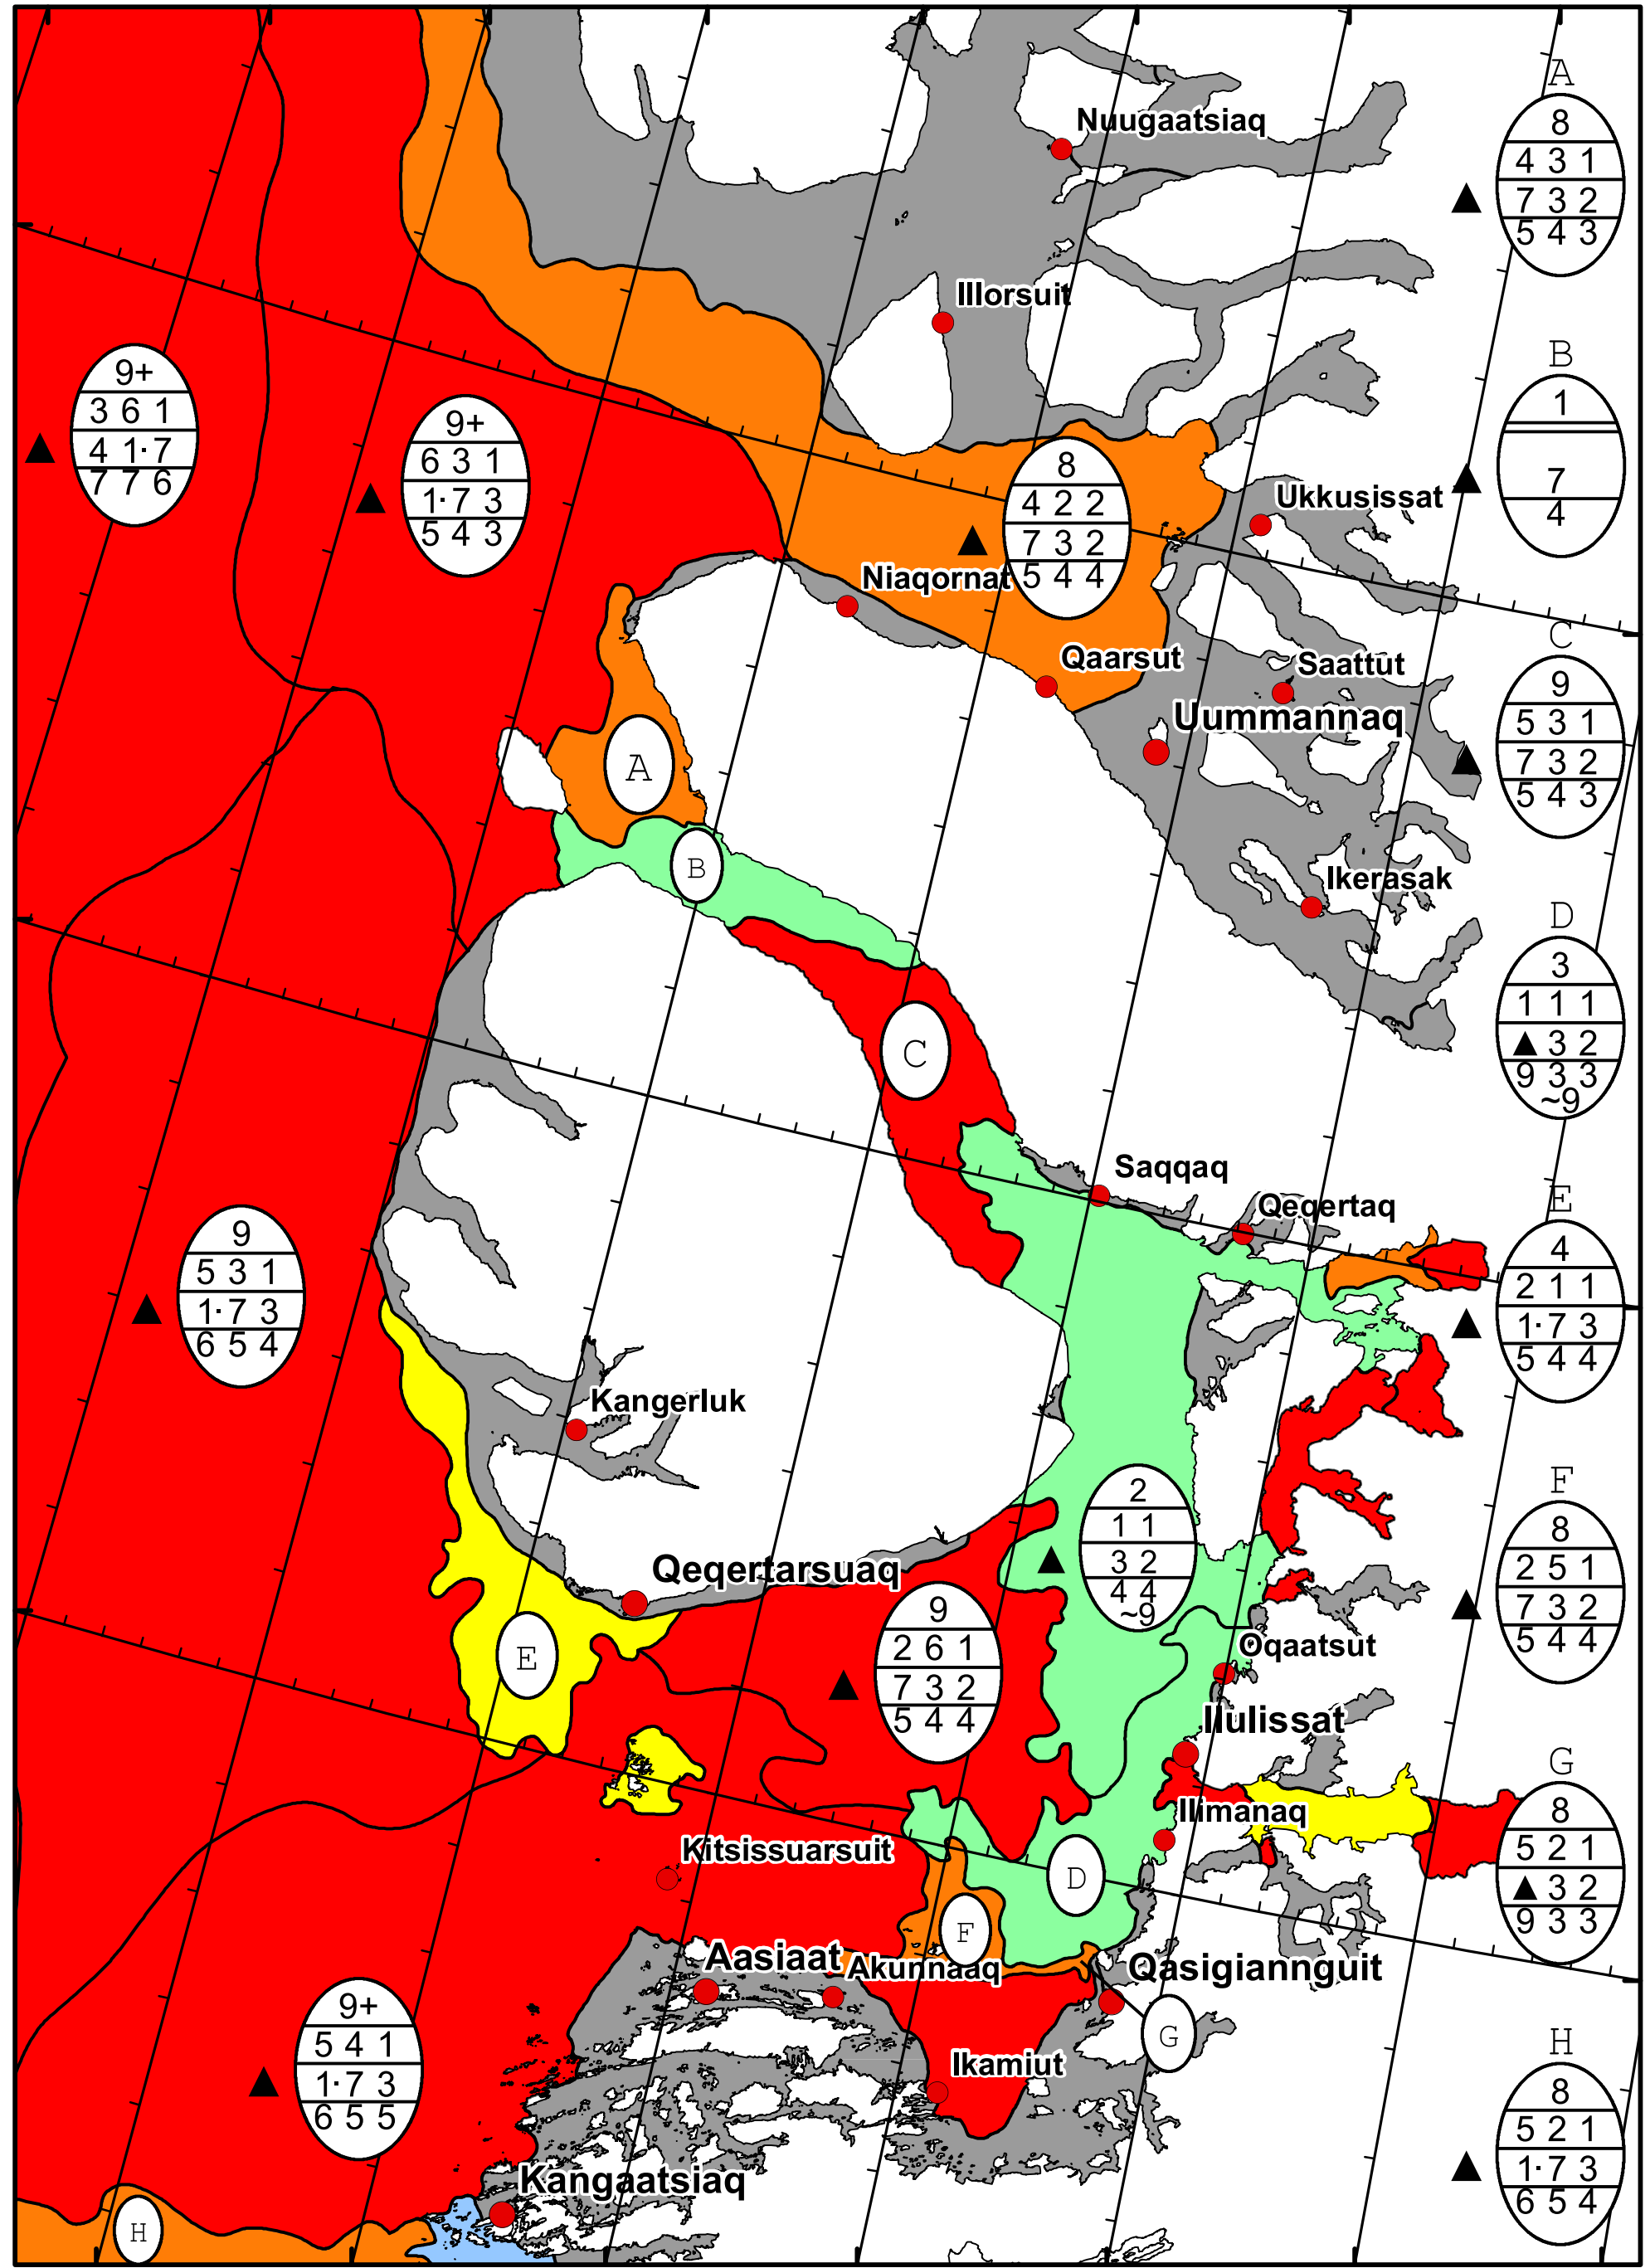 A
8
4 3 1
7 3 2
5 4 3
Nuugaatsiaq
Illorsuit
B
1
7
4
9+
3 6 1
4 1· 7
7 7 6
9+
6 3 1
1· 7 3
5 4 3
8
4 2 2
7 3 2
5 4 4
Ukkusissat
Niaqornat
Qaarsut
Saattut
Uummannaq
C
9
5 3 1
7 3 2
5 4 3
A
B
Ikerasak
D
3
1 1 1
▲ 3 2
9 3 3
~9
C
Saqqaq
Qeqertaq
E
4
2 1 1
1· 7 3
5 4 4
9
5 3 1
1· 7 3
6 5 4
Kangerluk
F
8
2 5 1
7 3 2
5 4 4
2
1 1
3 2
4 4
~9
Qeqertarsuaq
9
2 6 1
7 3 2
5 4 4
E
Oqaatsut
Ilulissat
Ilimanaq
G
8
5 2 1
▲ 3 2
9 3 3
Kitsissuarsuit
D
F
Aasiaat
Akunnaaq
Qasigiannguit
G
9+
5 4 1
1· 7 3
6 5 5
Ikamiut
H
8
5 2 1
1· 7 3
6 5 4
Kangaatsiaq
H